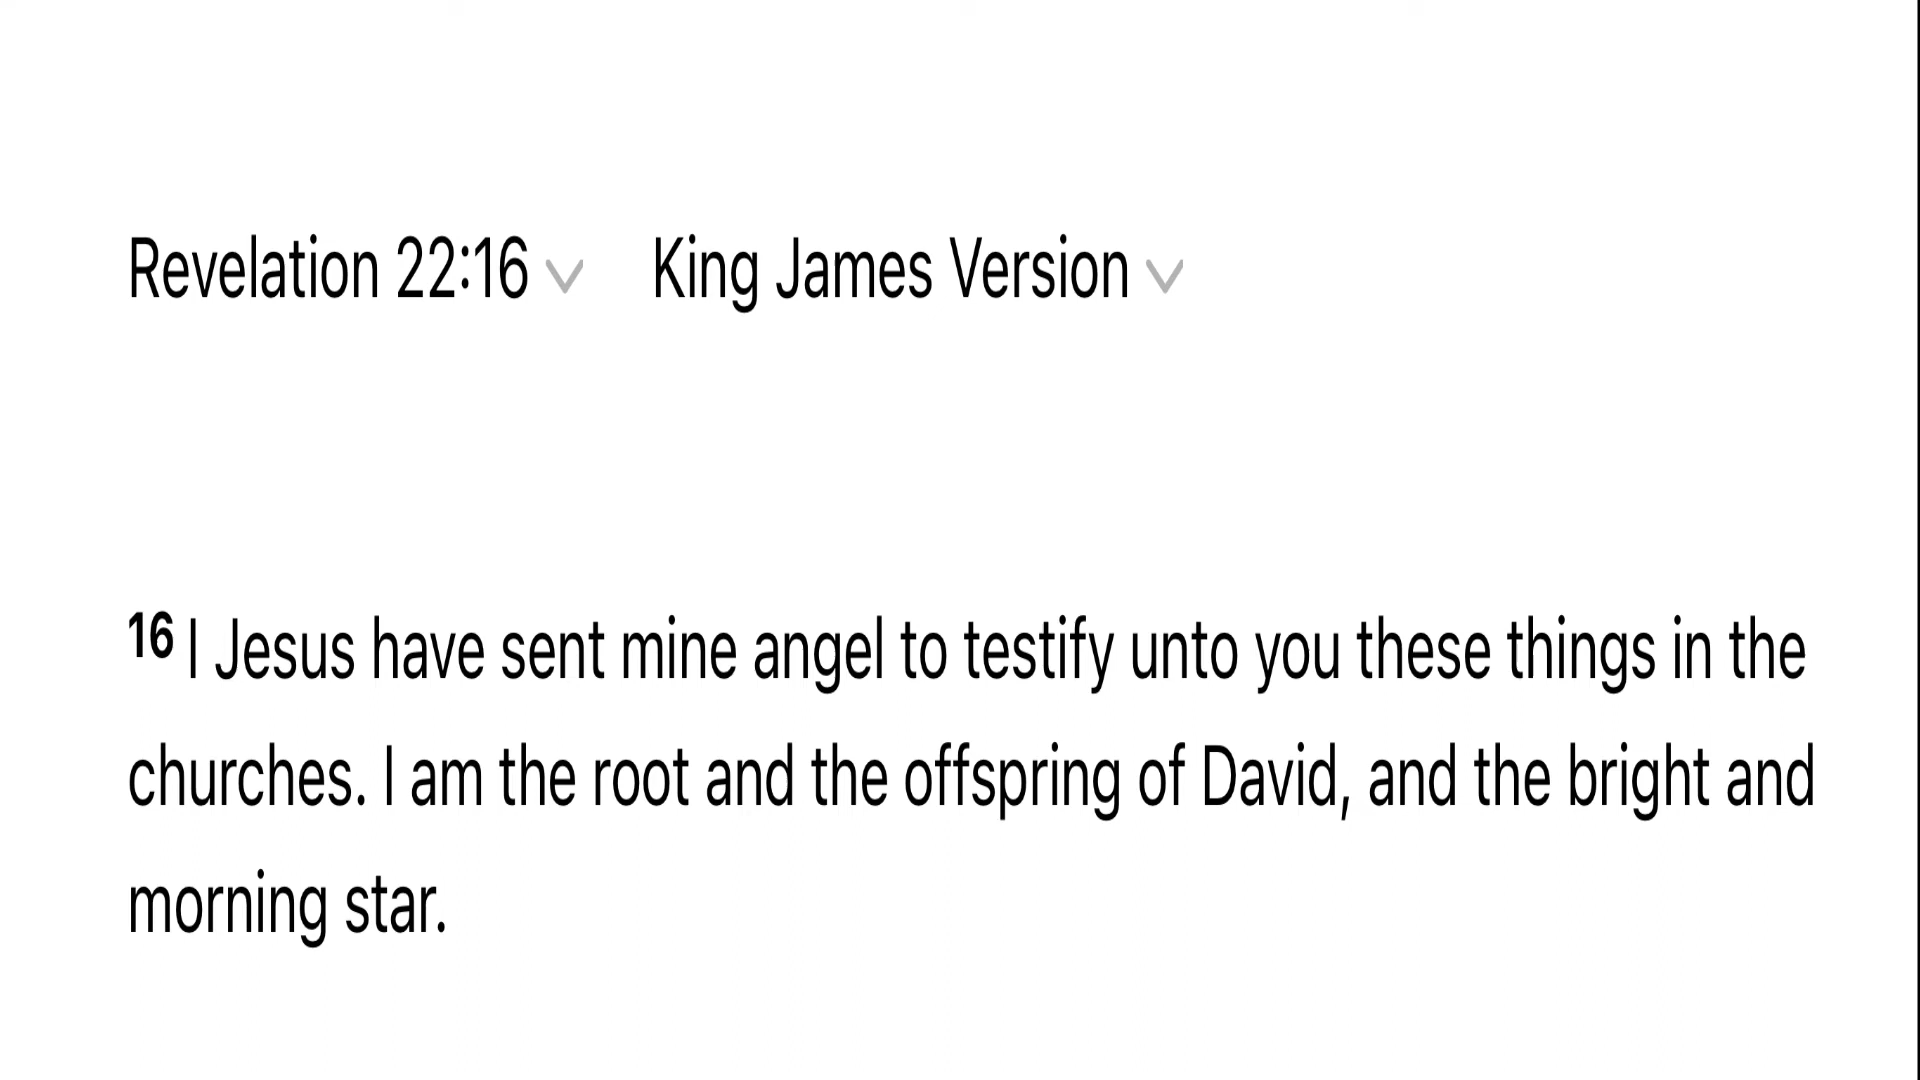 Revelation 22:16 King James Version
16 I Jesus have sent mine angel to testify unto you these things in the
churches. I am the root and the offspring of David, and the bright and
morning star.